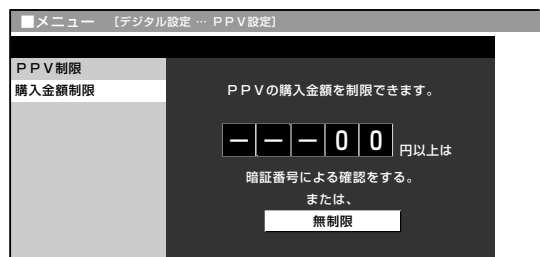 ■メニュー [デジタル設定 … ＰＰＶ設定]
ＰＰＶ制限
購入金額制限
ＰＰＶの購入金額を制限できます。
ーーー００ 円以上は
暗証番号による確認をする。
または、
無制限